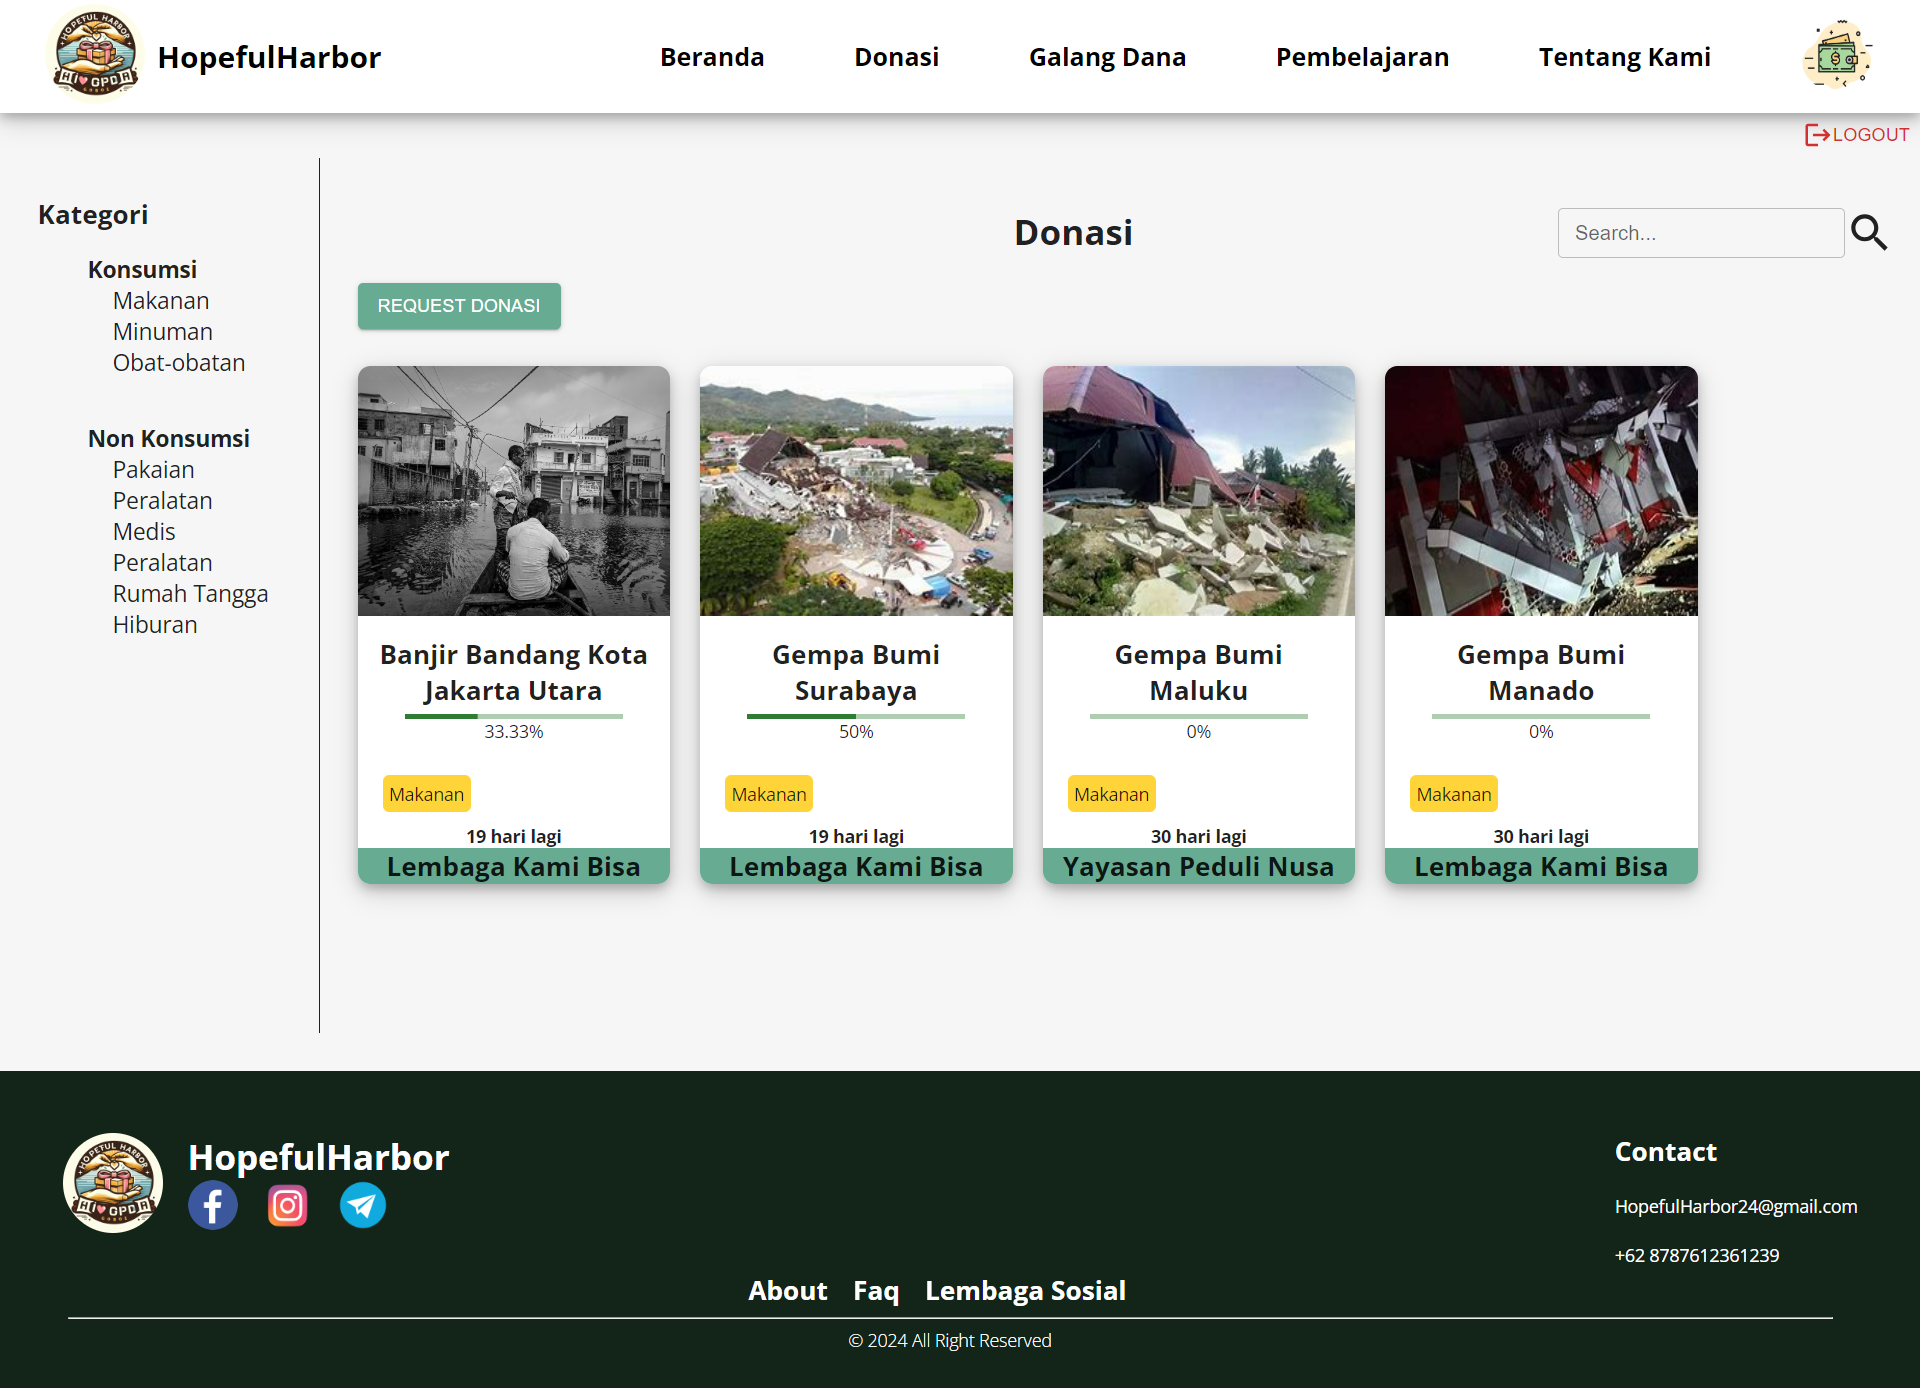 HOPEFUL HARBOR
HopefulHarbor
Beranda
Donasi
Galang Dana
Pembelajaran
Tentang Kami
LOGOUT
Kategori
Konsumsi
Makanan
Minuman
Obat-obatan
Non Konsumsi
Pakaian
Peralatan
Medis
Peralatan
Rumah Tangga
Hiburan
Donasi
Search...
REQUEST DONASI
Banjir Bandang Kota
Jakarta Utara
33.33%
Makanan
19 hari lagi
Lembaga Kami Bisa
Gempa Bumi
Surabaya
50%
Makanan
19 hari lagi
Lembaga Kami Bisa
Gempa Bumi
Maluku
0%
Makanan
30 hari lagi
Yayasan Peduli Nusa
Gempa Bumi
Manado
0%
Makanan
30 hari lagi
Lembaga Kami Bisa
HopefulHarbor
Contact
HopefulHarbor24@gmail.com
+62 8787612361239
About Faq Lembaga Sosial
© 2024 All Right Reserved